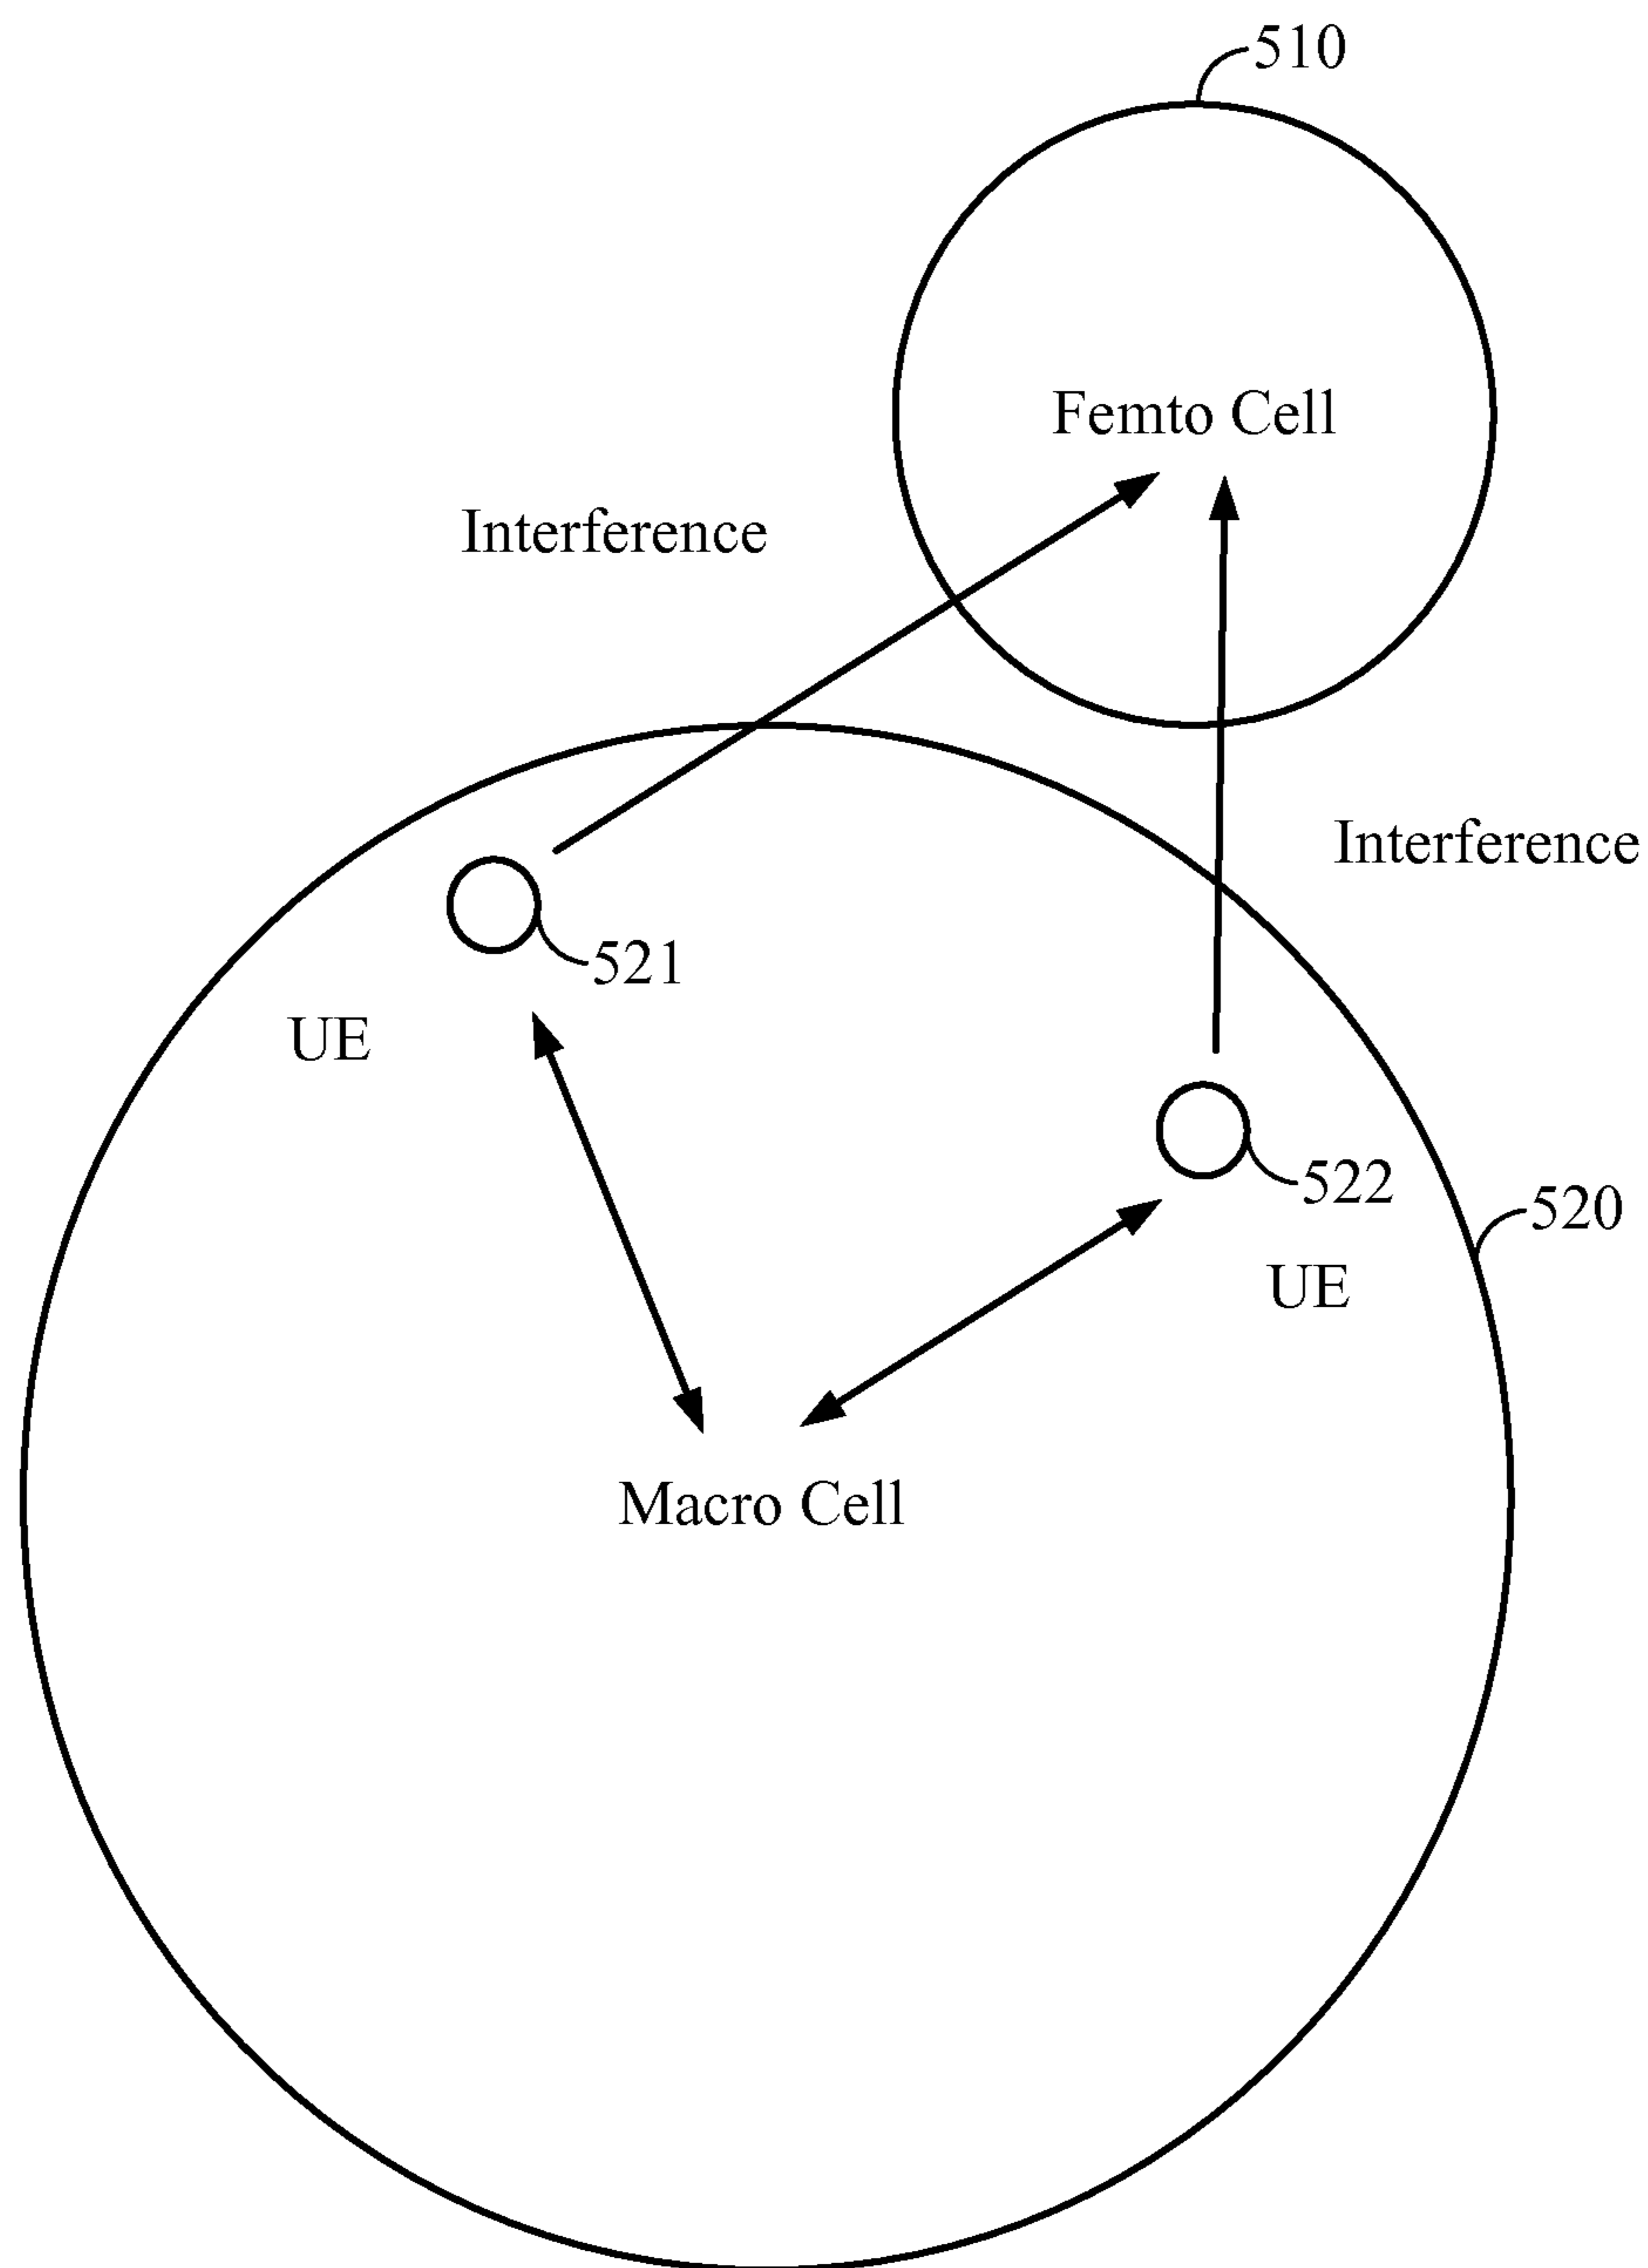 510
Femto Cell
Interference
Interference
521
UE
522
520
UE
Macro Cell